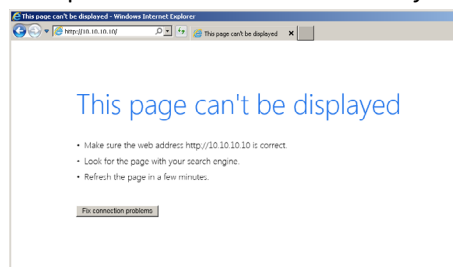 This page can't be displayed - Windows Internet Explorer
http://10.10.10.10/
This page can't be displayed
This page can't be displayed
• Make sure the web address http://10.10.10.10 is correct.
• Look for the page with your search engine.
• Refresh the page in a few minutes.
Fix connection problems